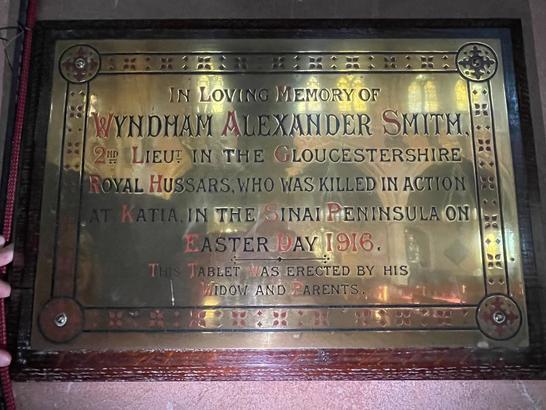 In Loving Memory of
Wyndham Alexander Smith,
2nd Lieut in the Gloucestershire
Royal Hussars, who was killed in action
at Katia, in the Sinai Peninsula on
Easter Day 1916.
This Tablet was erected by his
Widow and Parents.